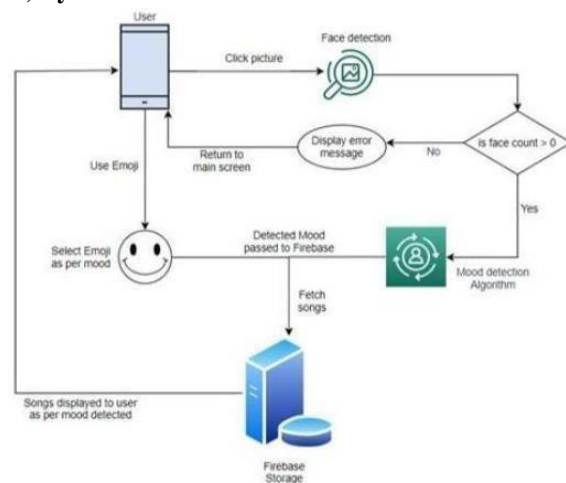 User
Click picture
Face detection
is face count > 0
No
Display error
message
Return to
main screen
Use Emoji
Yes
Select Emoji
as per mood
Detected Mood
passed to Firebase
Mood detection
Algorithm
Fetch
songs
Songs displayed to user
as per mood detected
Firebase
Storage